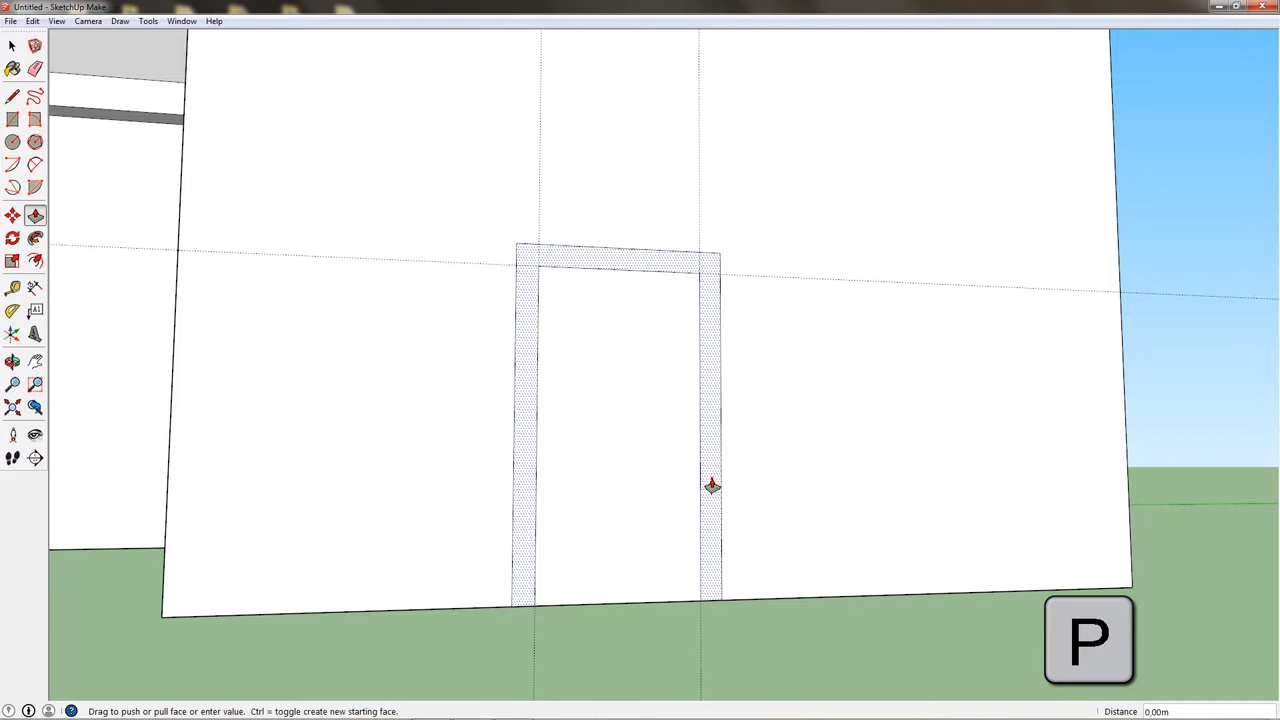 Untitled - SketchUp Make
File Edit View Camera Draw Tools Window Help
A1
P
Drag to push or pull face or enter value. Ctrl = toggle create new starting face. Distance 0,00m